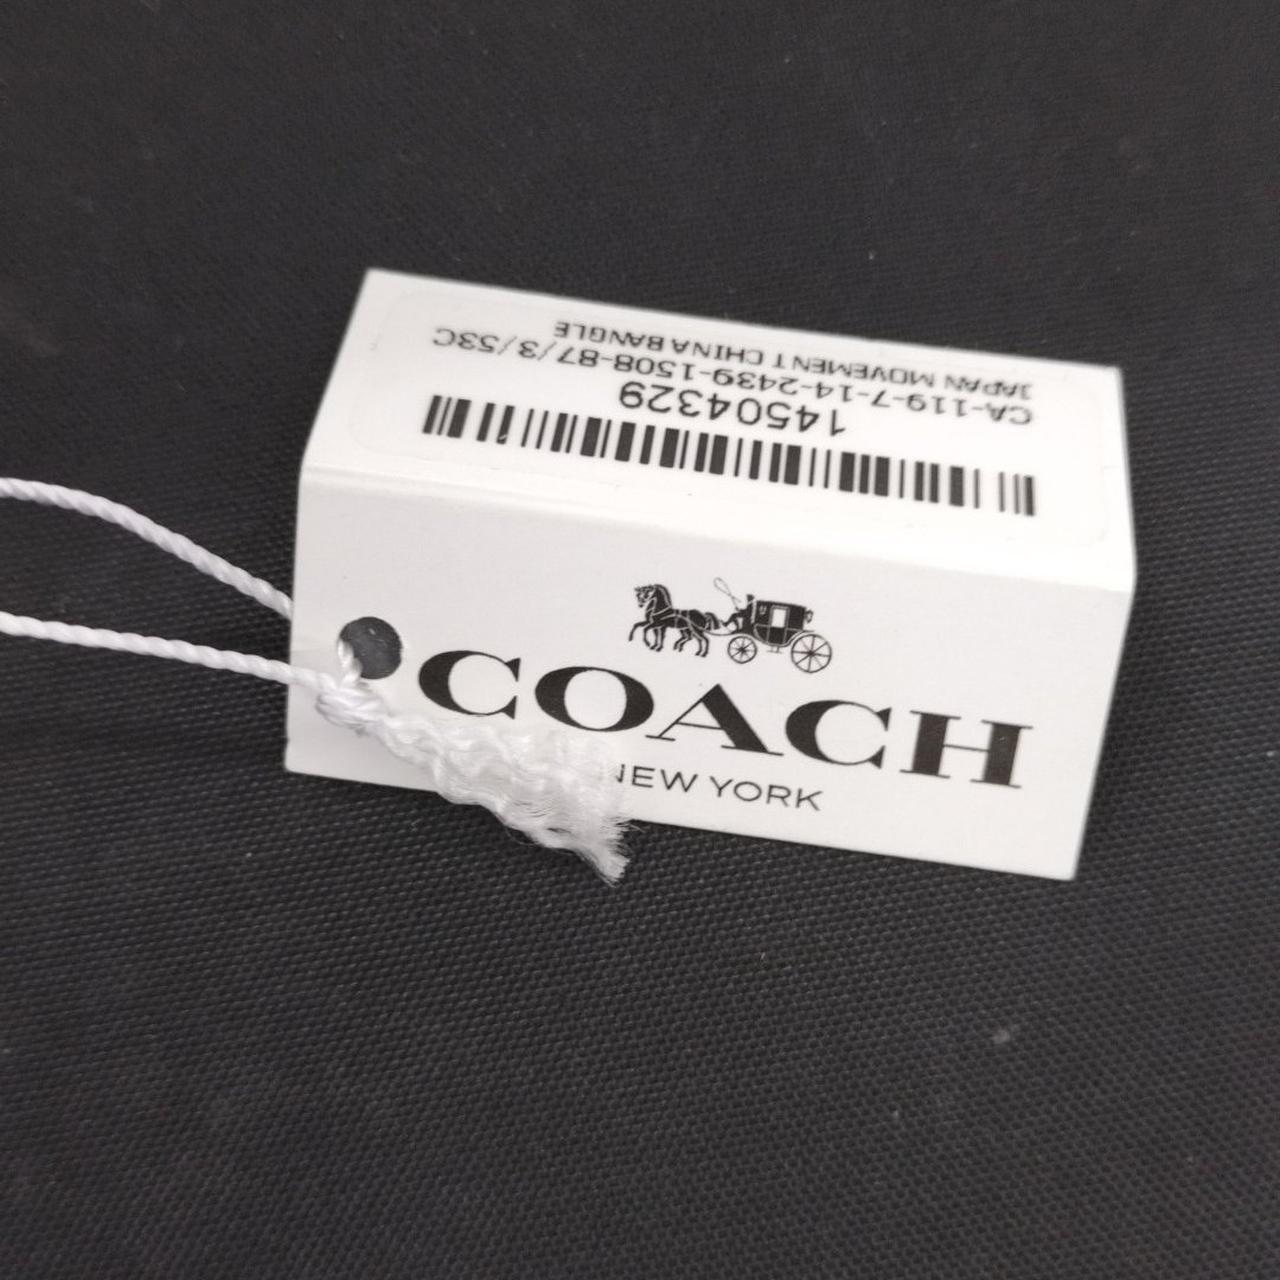 JAPAN MOVEMENT CHINA BANGLE
CA-119-7-14-2439-1508-87/3/53C
14504329
COACH
NEW YORK